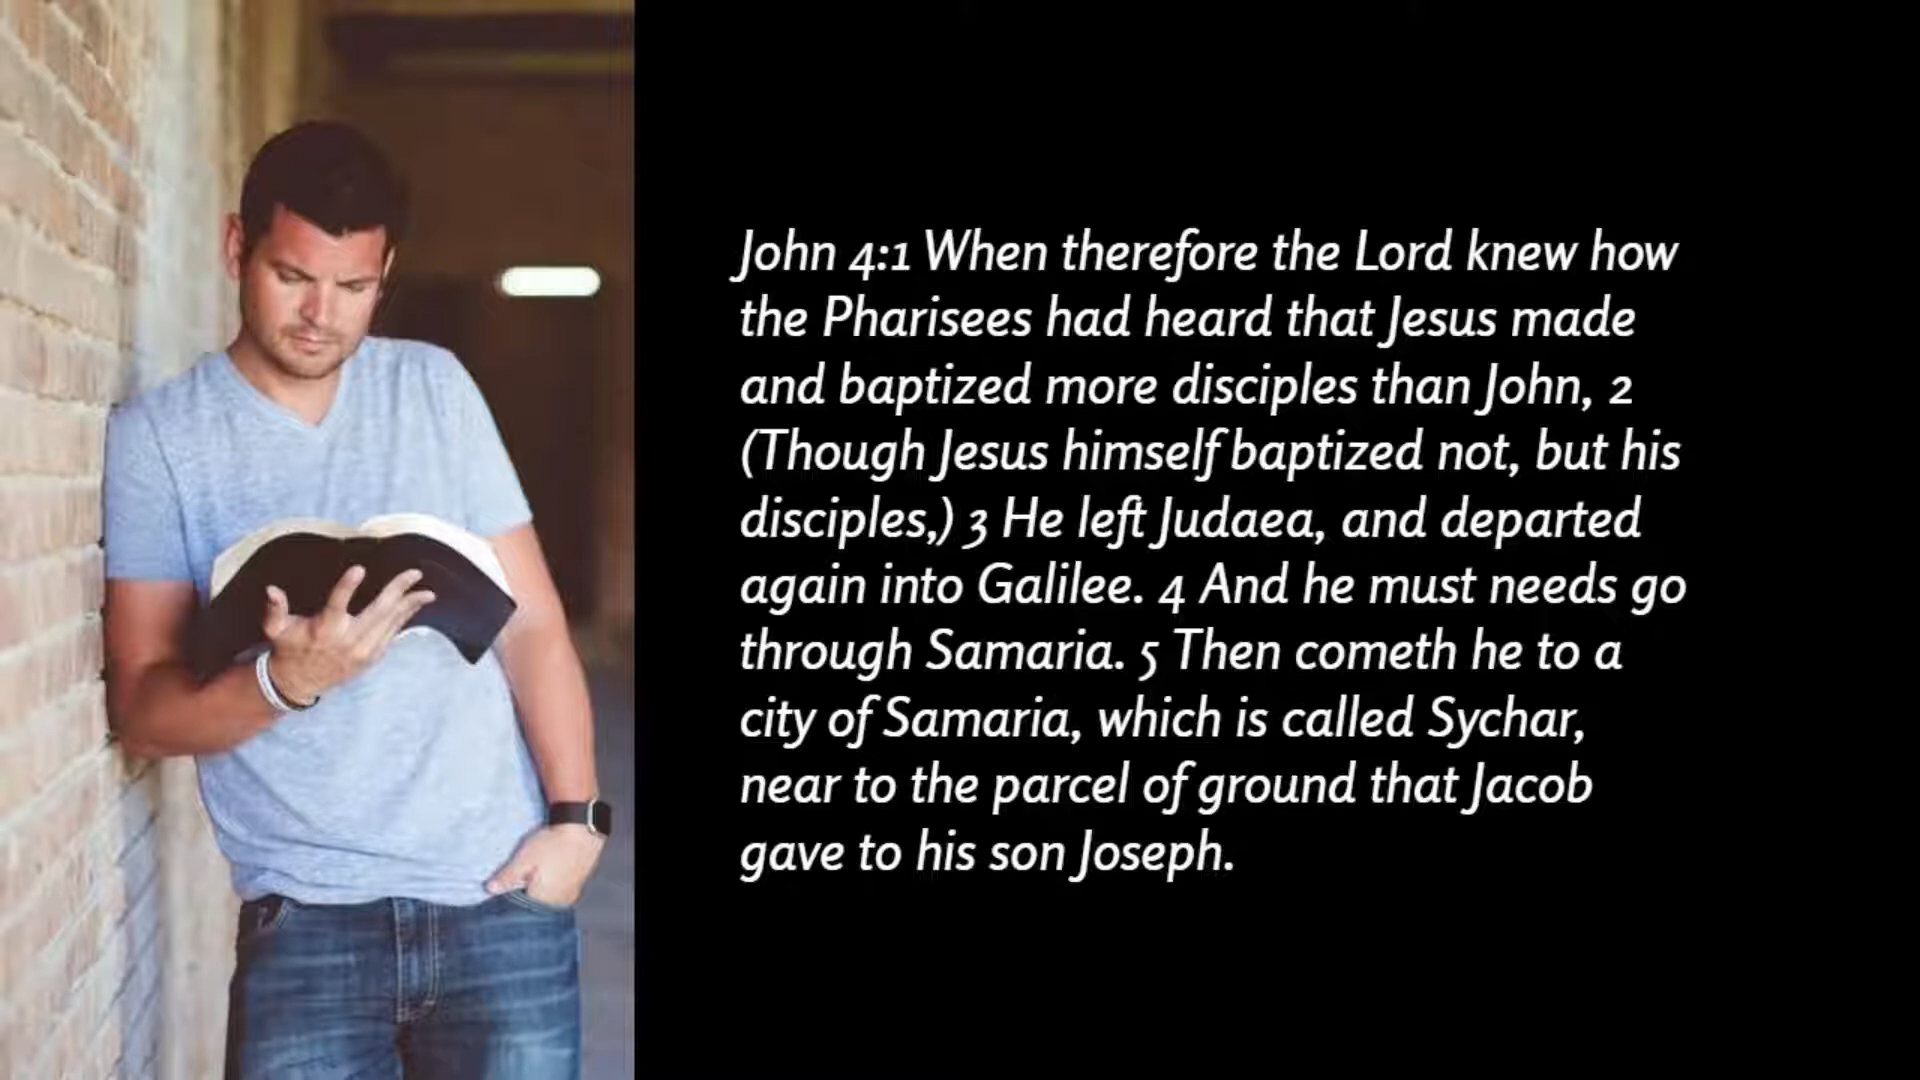 John 4:1 When therefore the Lord knew how
the Pharisees had heard that Jesus made
and baptized more disciples than John, 2
(Though Jesus himself baptized not, but his
disciples,) 3 He left Judaea, and departed
again into Galilee. 4 And he must needs go
through Samaria. 5 Then cometh he to a
city of Samaria, which is called Sychar,
near to the parcel of ground that Jacob
gave to his son Joseph.